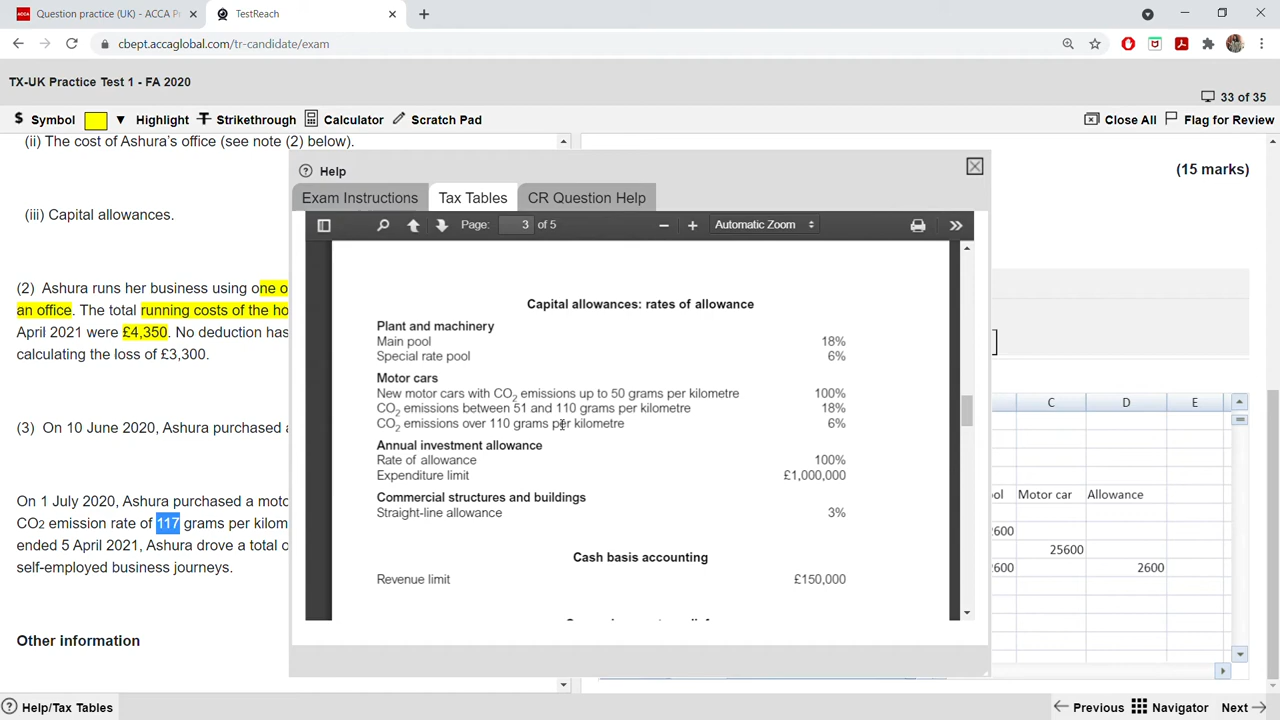 Question practice (UK) - ACCA P
TestReach
cbept.accaglobal.com/tr-candidate/exam
TX-UK Practice Test 1 - FA 2020
33 of 35
$ Symbol Highlight Strikethrough Calculator Scratch Pad Close All Flag for Review
(ii) The cost of Ashura's office (see note (2) below).
(15 marks)
(iii) Capital allowances.
(2) Ashura runs her business using one o
an office. The total running costs of the ho
April 2021 were £4,350. No deduction has
calculating the loss of £3,300.
(3) On 10 June 2020, Ashura purchased a
On 1 July 2020, Ashura purchased a moto
CO2 emission rate of 117 grams per kilom
ended 5 April 2021, Ashura drove a total o
self-employed business journeys.
Other information
Help
Exam Instructions Tax Tables CR Question Help
Page: 3 of 5 Automatic Zoom
Capital allowances: rates of allowance
Plant and machinery
Main pool 18%
Special rate pool 6%
Motor cars
New motor cars with CO2 emissions up to 50 grams per kilometre 100%
CO2 emissions between 51 and 110 grams per kilometre 18%
CO2 emissions over 110 grams per kilometre 6%
Annual investment allowance
Rate of allowance 100%
Expenditure limit £1,000,000
Commercial structures and buildings
Straight-line allowance 3%
Cash basis accounting
Revenue limit £150,000
C D E
ool Motor car Allowance
2600
25600
2600 2600
Help/Tax Tables Previous Navigator Next